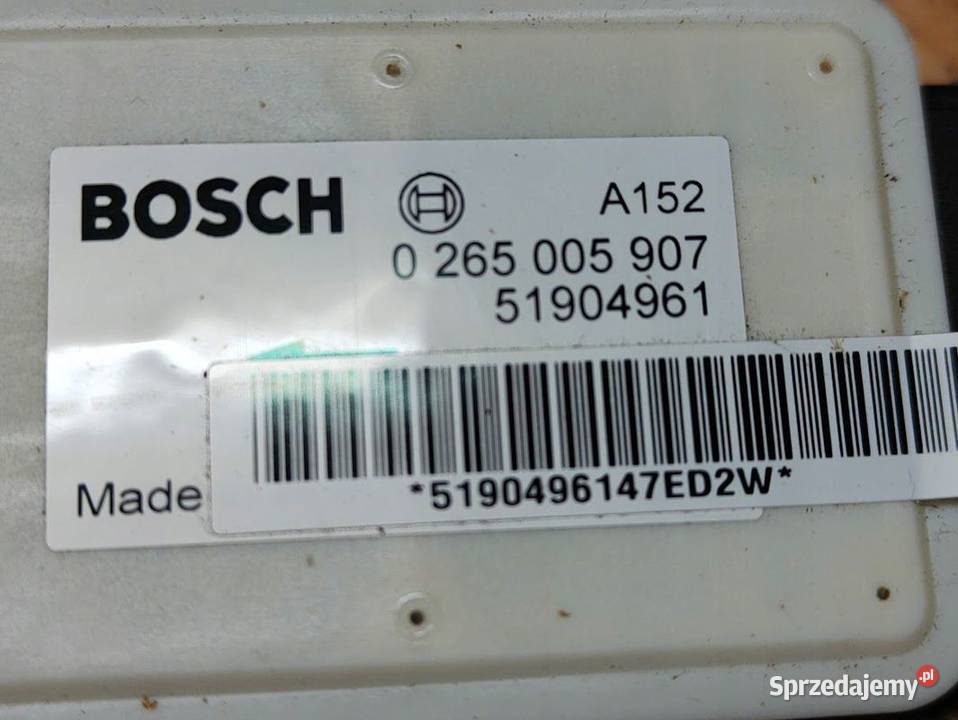 BOSCH A152
0 265 005 907
51904961
Made
*5190496147ED2W*
Sprzedajemy.pl